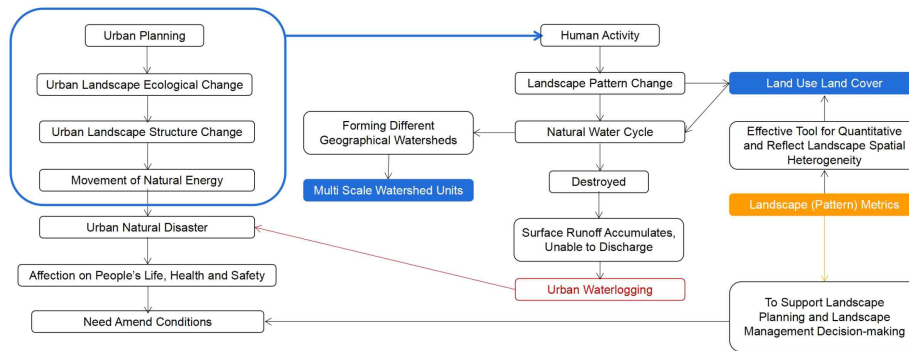 Urban Planning
Urban Landscape Ecological Change
Urban Landscape Structure Change
Movement of Natural Energy
Urban Natural Disaster
Affection on People's Life, Health and Safety
Need Amend Conditions
Forming Different
Geographical Watersheds
Multi Scale Watershed Units
Human Activity
Landscape Pattern Change
Natural Water Cycle
Destroyed
Surface Runoff Accumulates,
Unable to Discharge
Urban Waterlogging
Land Use Land Cover
Effective Tool for Quantitative
and Reflect Landscape Spatial
Heterogeneity
Landscape (Pattern) Metrics
To Support Landscape
Planning and Landscape
Management Decision-making